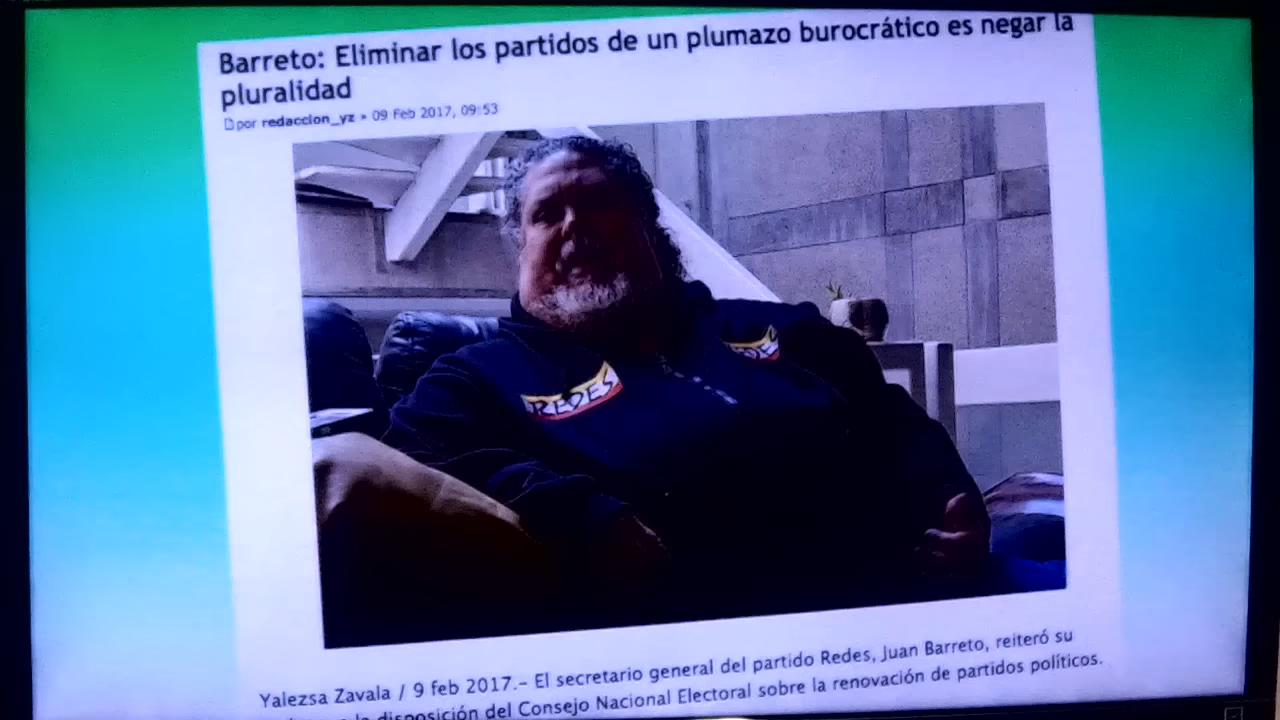 Barreto: Eliminar los partidos de un plumazo burocrático es negar la
pluralidad
por redaccion_yz » 09 Feb 2017, 09:53
REDES
REDES
Yalezsa Zavala / 9 feb 2017.- El secretario general del partido Redes, Juan Barreto, reiteró su
la disposición del Consejo Nacional Electoral sobre la renovación de partidos políticos.